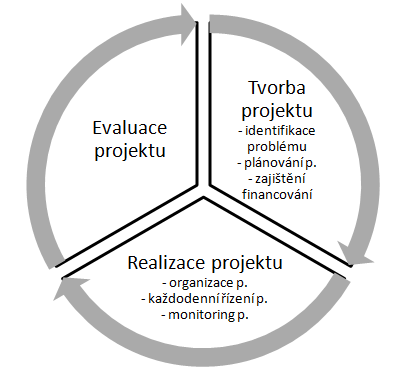 Tvorba
projektu
- identifikace
problému
- plánování p.
- zajištění
financování
Realizace projektu
- organizace p.
- každodenní řízení p.
- monitoring p.
Evaluace
projektu